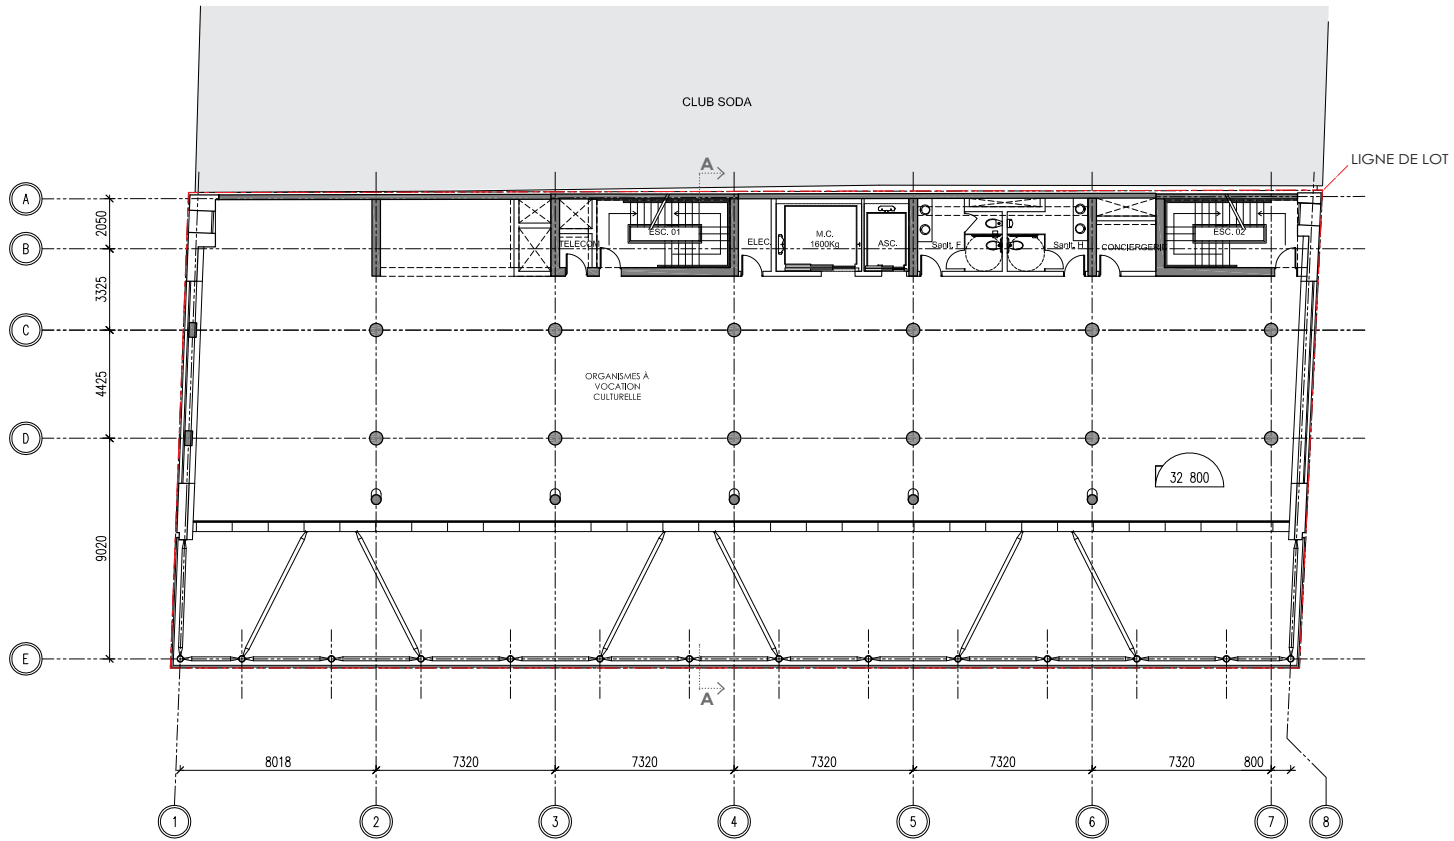 CLUB SODA
A
LIGNE DE LOT
A
2050
ESC. 01
M.C.
1600Kg
ESC. 02
TELECOM
ELEC.
ASC.
Sanit. F
Sanit. H
CONCIERGERIE
B
3325
C
4425
ORGANISMES À
VOCATION
CULTURELLE
D
32 800
9020
E
A
8018
7320
7320
7320
7320
7320
800
1
2
3
4
5
6
7
8